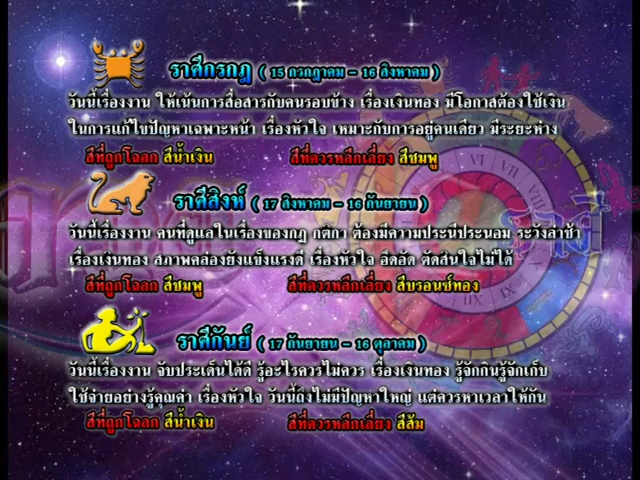 ราศีกรกฎ ( 15 กรกฎาคม - 16 สิงหาคม )
วันนี้เรื่องงาน ให้เน้นการสื่อสารกับคนรอบข้าง เรื่องเงินทอง มีโอกาสต้องใช้เงิน
ในการแก้ไขปัญหาเฉพาะหน้า เรื่องหัวใจ เหมาะกับการอยู่คนเดียว มีระยะห่าง
สีที่ถูกโฉลก สีน้ำเงิน สีที่ควรหลีกเลี่ยง สีชมพู
ราศีสิงห์ ( 17 สิงหาคม - 16 กันยายน )
วันนี้เรื่องงาน คนที่ดูแลในเรื่องของกฎ กติกา ต้องมีความประนีประนอม ระวังล่าช้า
เรื่องเงินทอง สภาพคล่องยังแข็งแรงดี เรื่องหัวใจ อึดอัด ตัดสินใจไม่ได้
สีที่ถูกโฉลก สีชมพู สีที่ควรหลีกเลี่ยง สีบรอนซ์ทอง
ราศีกันย์ ( 17 กันยายน - 16 ตุลาคม )
วันนี้เรื่องงาน จับประเด็นได้ดี รู้อะไรควรไม่ควร เรื่องเงินทอง รู้จักกินรู้จักเก็บ
ใช้จ่ายอย่างรู้คุณค่า เรื่องหัวใจ วันนี้ถึงไม่มีปัญหาใหญ่ แต่ควรหาเวลาให้กัน
สีที่ถูกโฉลก สีน้ำเงิน สีที่ควรหลีกเลี่ยง สีส้ม